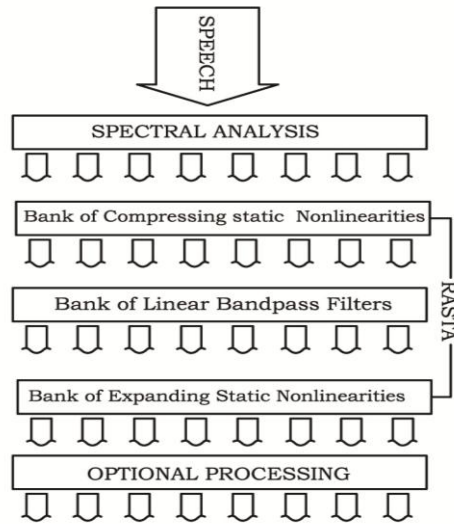 SPEECH
SPECTRAL ANALYSIS
Bank of Compressing static Nonlinearities
Bank of Linear Bandpass Filters
RASTA
Bank of Expanding Static Nonlinearities
OPTIONAL PROCESSING